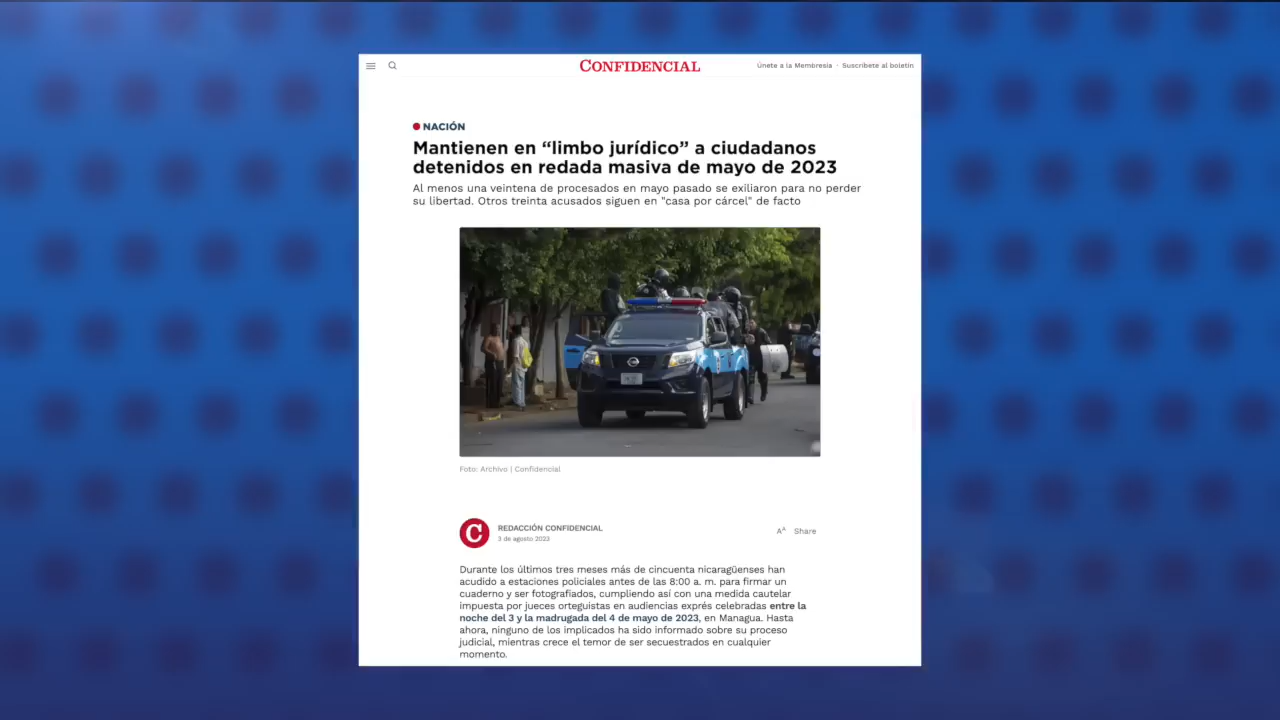 CONFIDENCIAL
Únete a la Membresia · Suscríbete al boletín
NACIÓN
Mantienen en “limbo jurídico” a ciudadanos
detenidos en redada masiva de mayo de 2023
Al menos una veintena de procesados en mayo pasado se exiliaron para no perder
su libertad. Otros treinta acusados siguen en "casa por cárcel" de facto
Foto: Archivo | Confidencial
C
REDACCIÓN CONFIDENCIAL
3 de agosto 2023
AA Share
Durante los últimos tres meses más de cincuenta nicaragüenses han
acudido a estaciones policiales antes de las 8:00 a. m. para firmar un
cuaderno y ser fotografiados, cumpliendo así con una medida cautelar
impuesta por jueces orteguistas en audiencias exprés celebradas entre la
noche del 3 y la madrugada del 4 de mayo de 2023, en Managua. Hasta
ahora, ninguno de los implicados ha sido informado sobre su proceso
judicial, mientras crece el temor de ser secuestrados en cualquier
momento.